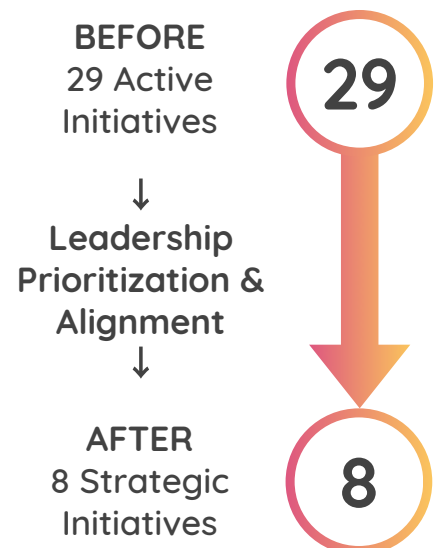 BEFORE
29 Active
Initiatives
↓
Leadership
Prioritization &
Alignment
↓
AFTER
8 Strategic
Initiatives
29
8